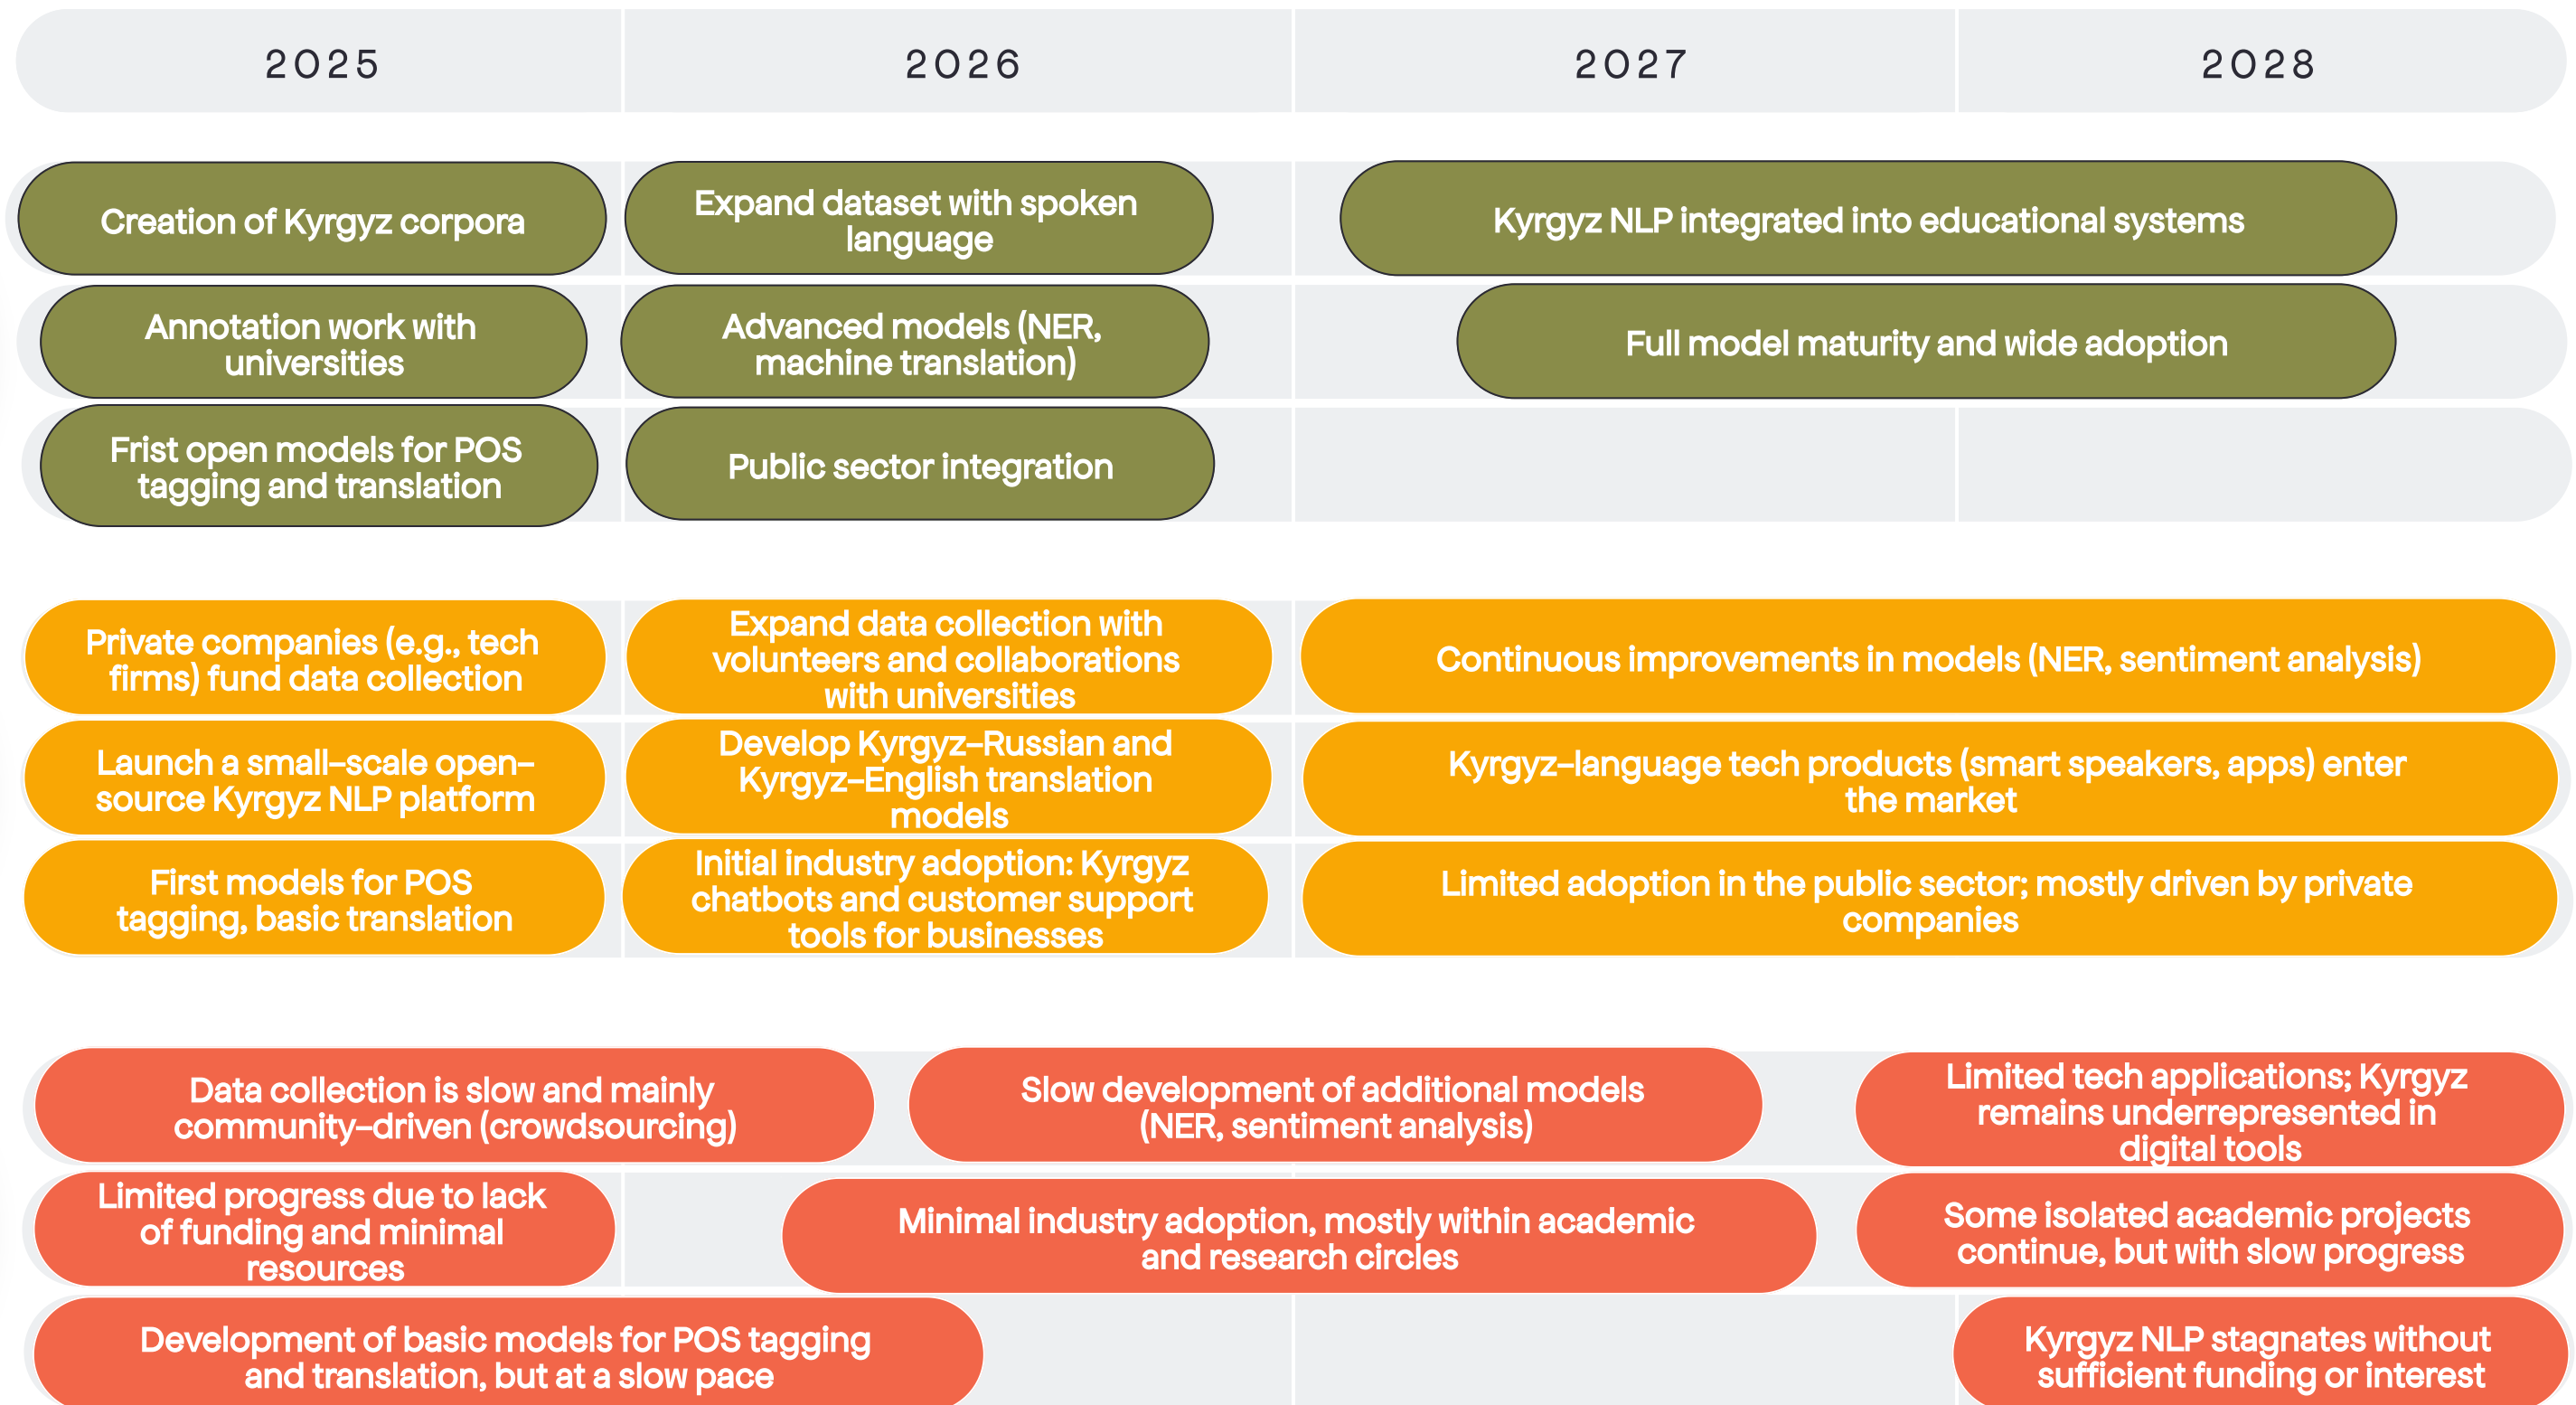 2025
2026
2027
2028
Creation of Kyrgyz corpora
Expand dataset with spoken
language
Kyrgyz NLP integrated into educational systems
Annotation work with
universities
Advanced models (NER,
machine translation)
Full model maturity and wide adoption
Frist open models for POS
tagging and translation
Public sector integration
Private companies (e.g., tech
firms) fund data collection
Expand data collection with
volunteers and collaborations
with universities
Continuous improvements in models (NER, sentiment analysis)
Launch a small-scale open-
source Kyrgyz NLP platform
Develop Kyrgyz-Russian and
Kyrgyz-English translation
models
Kyrgyz-language tech products (smart speakers, apps) enter
the market
First models for POS
tagging, basic translation
Initial industry adoption: Kyrgyz
chatbots and customer support
tools for businesses
Limited adoption in the public sector; mostly driven by private
companies
Data collection is slow and mainly
community-driven (crowdsourcing)
Slow development of additional models
(NER, sentiment analysis)
Limited tech applications; Kyrgyz
remains underrepresented in
digital tools
Limited progress due to lack
of funding and minimal
resources
Minimal industry adoption, mostly within academic
and research circles
Some isolated academic projects
continue, but with slow progress
Development of basic models for POS tagging
and translation, but at a slow pace
Kyrgyz NLP stagnates without
sufficient funding or interest